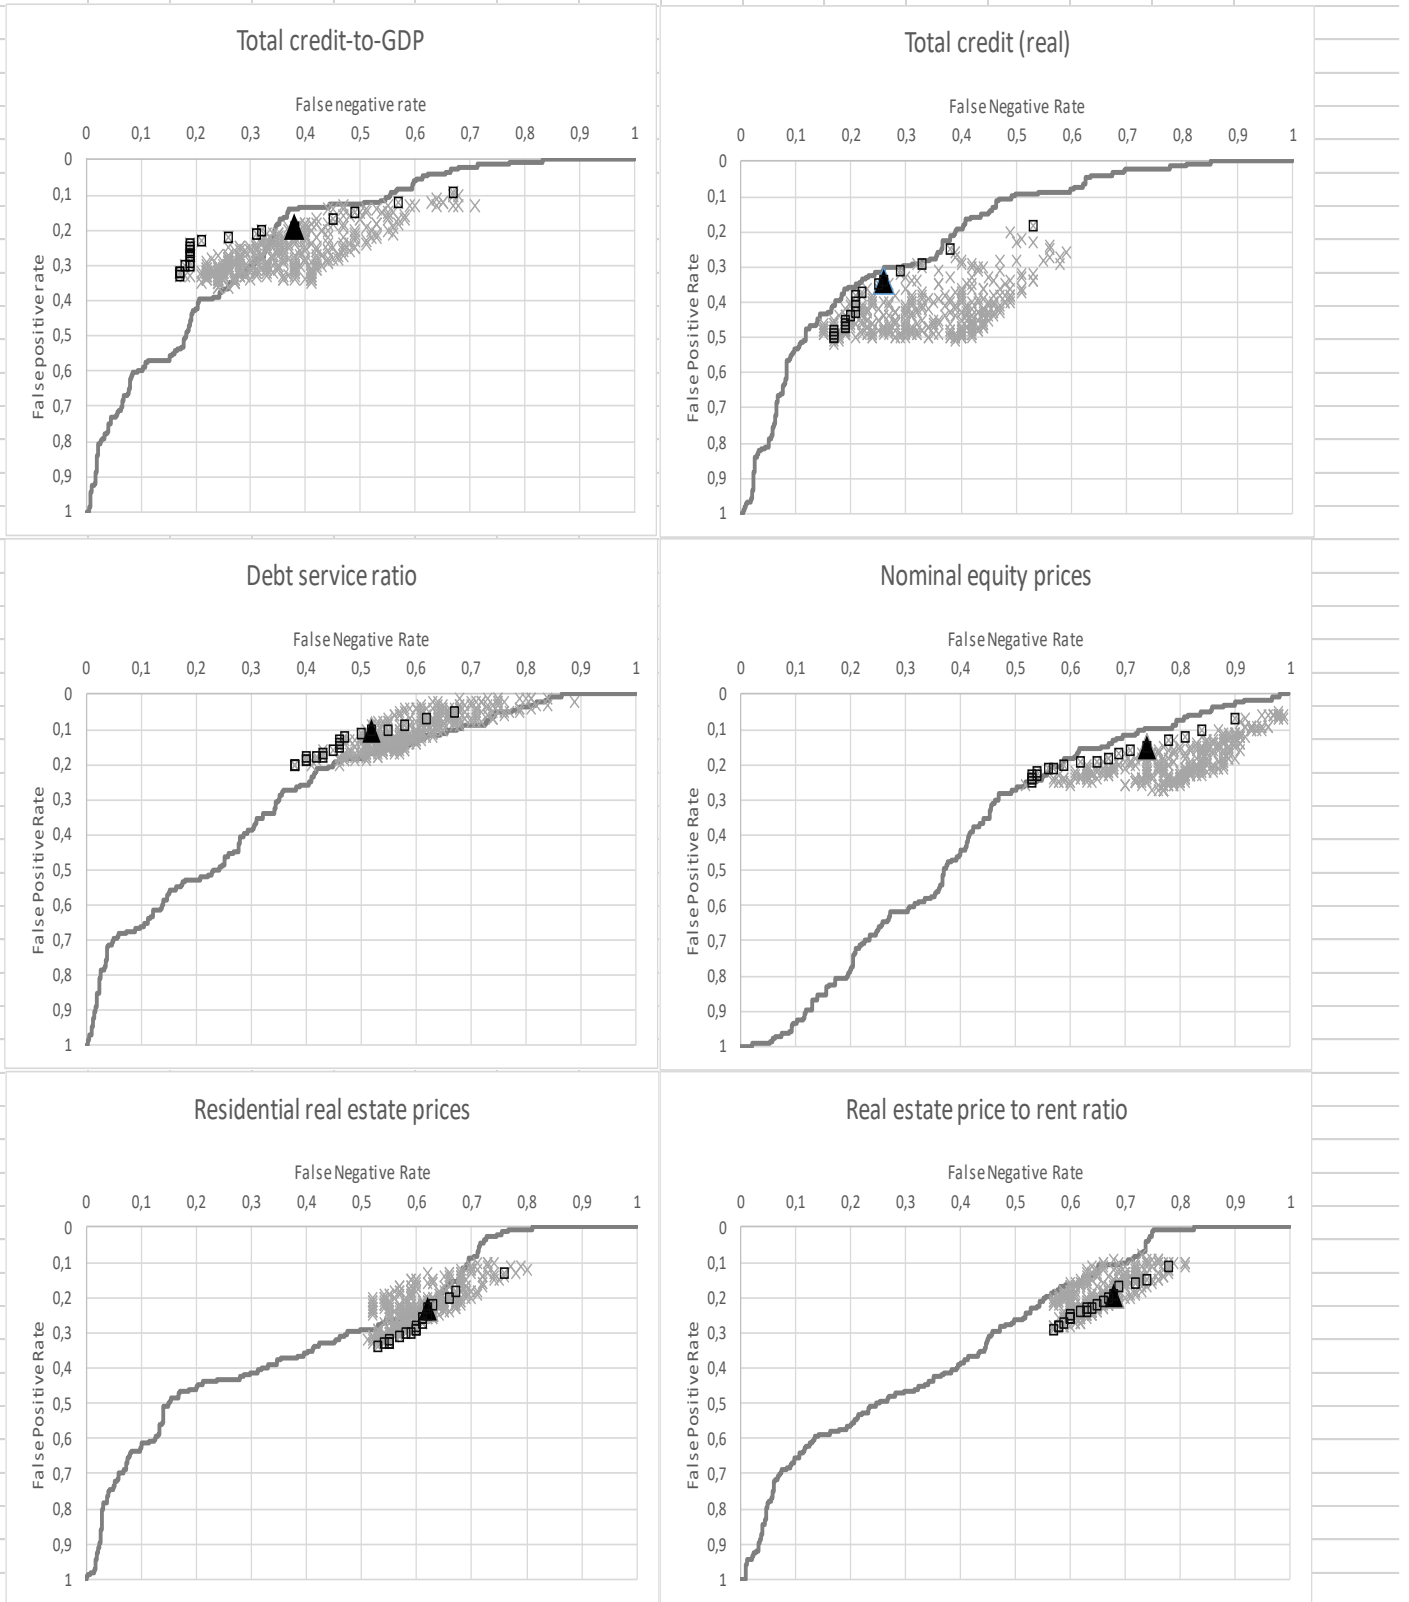 Total credit-to-GDP
False negative rate
0 0,1 0,2 0,3 0,4 0,5 0,6 0,7 0,8 0,9 1
False positive rate
0
0,1
0,2
0,3
0,4
0,5
0,6
0,7
0,8
0,9
1
Total credit (real)
False Negative Rate
0 0,1 0,2 0,3 0,4 0,5 0,6 0,7 0,8 0,9 1
False Positive Rate
0
0,1
0,2
0,3
0,4
0,5
0,6
0,7
0,8
0,9
1
Debt service ratio
False Negative Rate
0 0,1 0,2 0,3 0,4 0,5 0,6 0,7 0,8 0,9 1
False Positive Rate
0
0,1
0,2
0,3
0,4
0,5
0,6
0,7
0,8
0,9
1
Nominal equity prices
False Negative Rate
0 0,1 0,2 0,3 0,4 0,5 0,6 0,7 0,8 0,9 1
False Positive Rate
0
0,1
0,2
0,3
0,4
0,5
0,6
0,7
0,8
0,9
1
Residential real estate prices
False Negative Rate
0 0,1 0,2 0,3 0,4 0,5 0,6 0,7 0,8 0,9 1
False Positive Rate
0
0,1
0,2
0,3
0,4
0,5
0,6
0,7
0,8
0,9
1
Real estate price to rent ratio
False Negative Rate
0 0,1 0,2 0,3 0,4 0,5 0,6 0,7 0,8 0,9 1
False Positive Rate
0
0,1
0,2
0,3
0,4
0,5
0,6
0,7
0,8
0,9
1